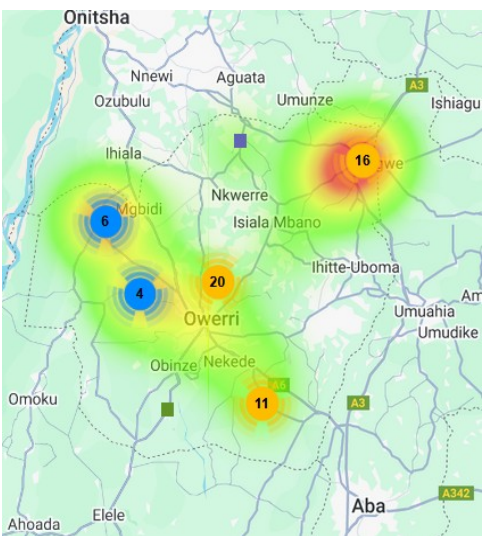 Onitsha
Nnewi
Aguata
A3
Ozubulu
Umunze
Ishiagu
Ihiala
16
gwe
Nkwerre
6
Mgbidi
Isiala Mbano
Ihitte-Uboma
20
4
Am
Owerri
Umuahia
Umudike
Obinze
Nekede
A6
Omoku
11
A3
A342
Aba
Elele
Ahoada